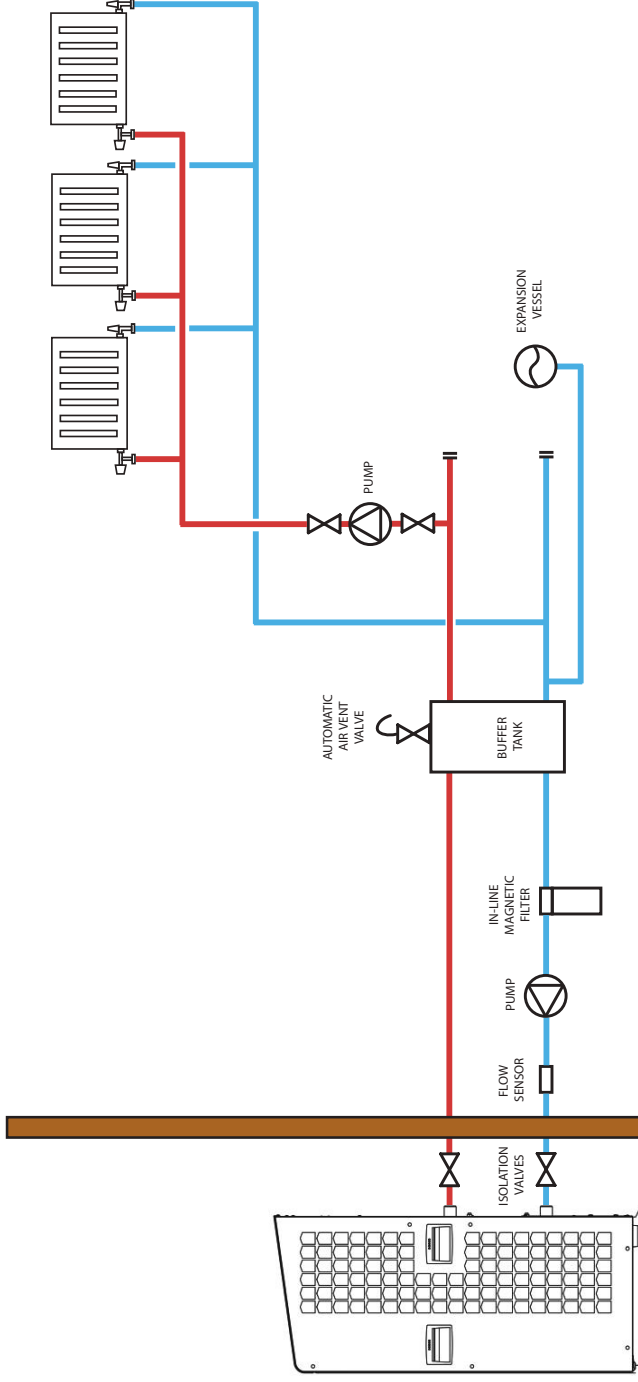 EXPANSION
VESSEL
PUMP
AUTOMATIC
AIR VENT
VALVE
BUFFER
TANK
IN-LINE
MAGNETIC
FILTER
PUMP
FLOW
SENSOR
ISOLATION
VALVES